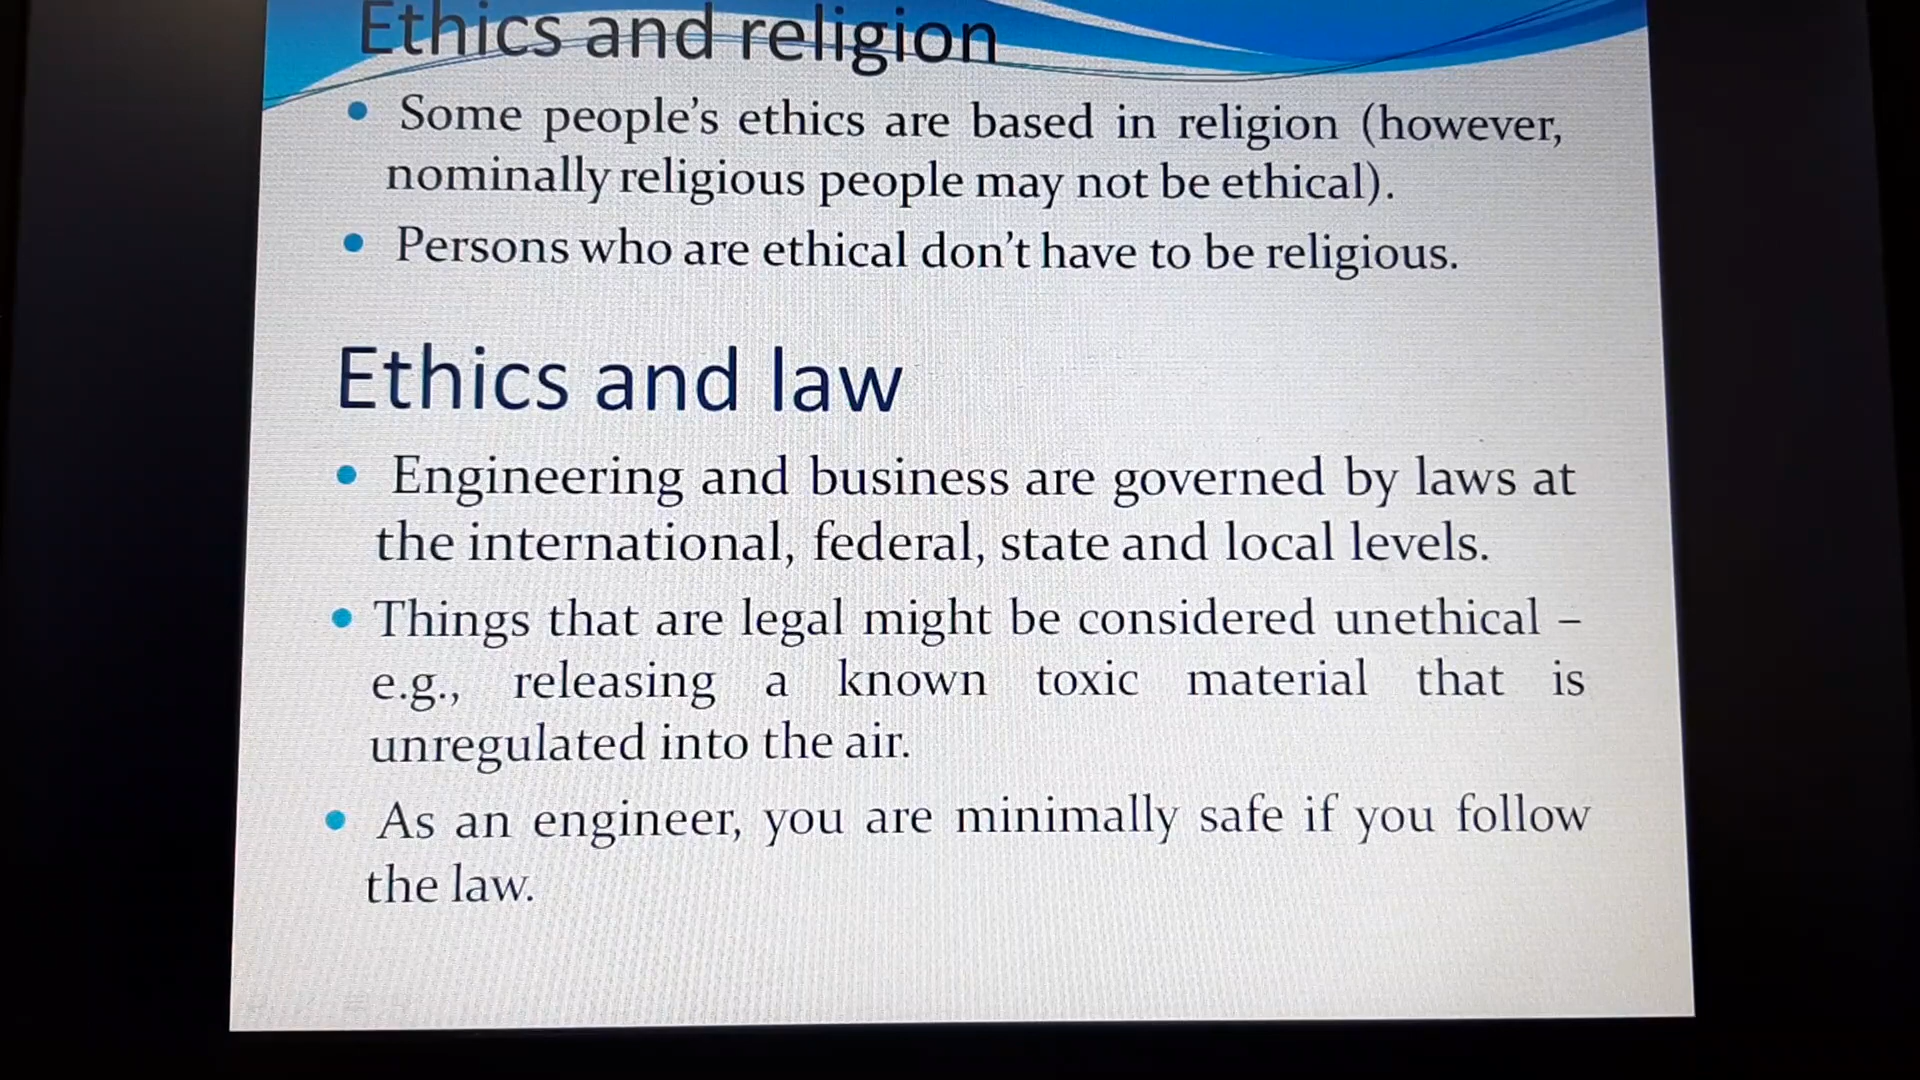 Ethics and religion
• Some people's ethics are based in religion (however,
nominally religious people may not be ethical).
• Persons who are ethical don't have to be religious.
Ethics and law
• Engineering and business are governed by laws at
the international, federal, state and local levels.
• Things that are legal might be considered unethical –
e.g., releasing a known toxic material that is
unregulated into the air.
• As an engineer, you are minimally safe if you follow
the law.